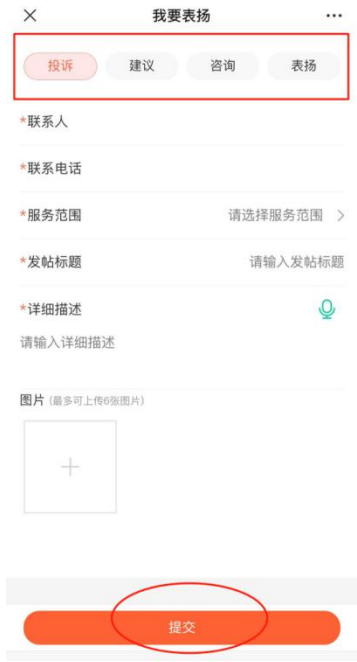 我要表扬
投诉 建议 咨询 表扬
*联系人
*联系电话
*服务范围 请选择服务范围
*发帖标题 请输入发帖标题
*详细描述
请输入详细描述
图片 (最多可上传6张图片)
提交